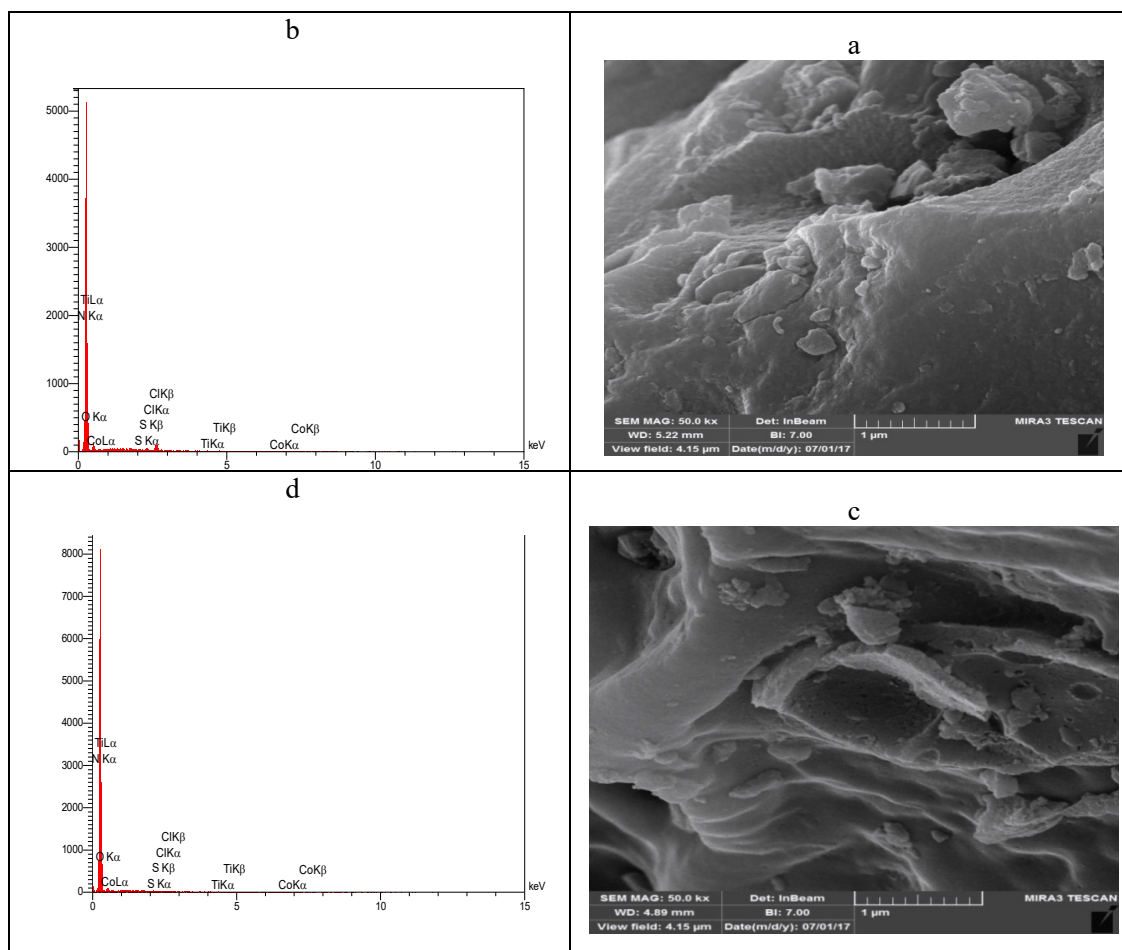 b
5000
3000
2000
1000
0
TiLα
N Kα
O Kα
CoLα
ClKβ
ClKα
S Kβ
S Kα
TiKβ
TiKα
CoKβ
CoKα
keV
0 5 10 15
a
SEM MAG: 50.0 kx Det: InBeam MIRA3 TESCAN
WD: 5.22 mm BI: 7.00 1 µm
View field: 4.15 µm Date(m/d/y): 07/01/17
d
8000
7000
6000
5000
4000
3000
2000
1000
0
TiLα
N Kα
O Kα
CoLα
ClKβ
ClKα
S Kβ
S Kα
TiKβ
TiKα
CoKβ
CoKα
keV
0 5 10 15
c
SEM MAG: 50.0 kx Det: InBeam MIRA3 TESCAN
WD: 4.89 mm BI: 7.00 1 µm
View field: 4.15 µm Date(m/d/y): 07/01/17